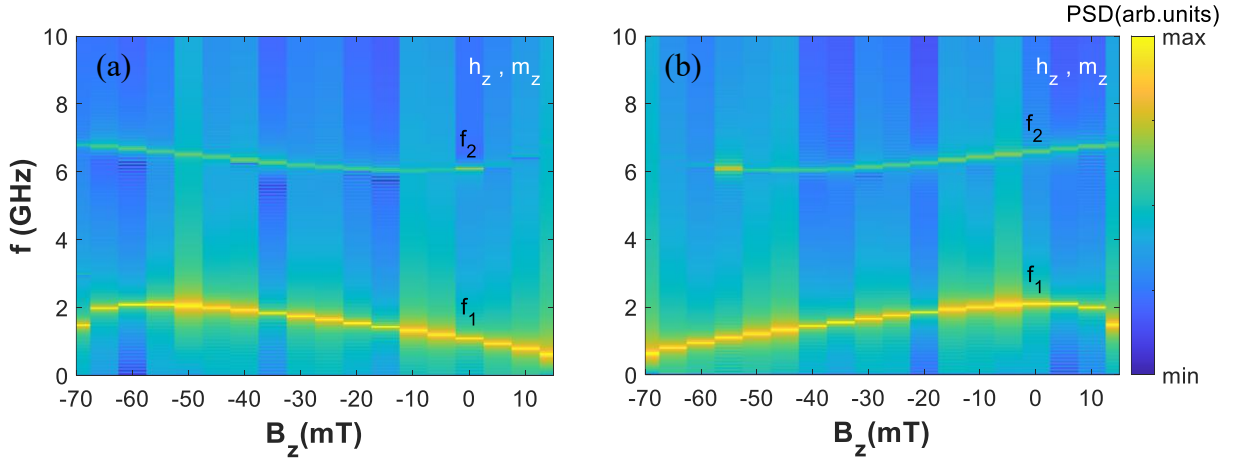 PSD(arb.units)
(a)
h_z , m_z
f_2
f_1
10
8
6
4
2
0
f (GHz)
-70 -60 -50 -40 -30 -20 -10 0 10
B_z(mT)
(b)
h_z , m_z
f_2
f_1
10
8
6
4
2
0
-70 -60 -50 -40 -30 -20 -10 0 10
B_z(mT)
max
min